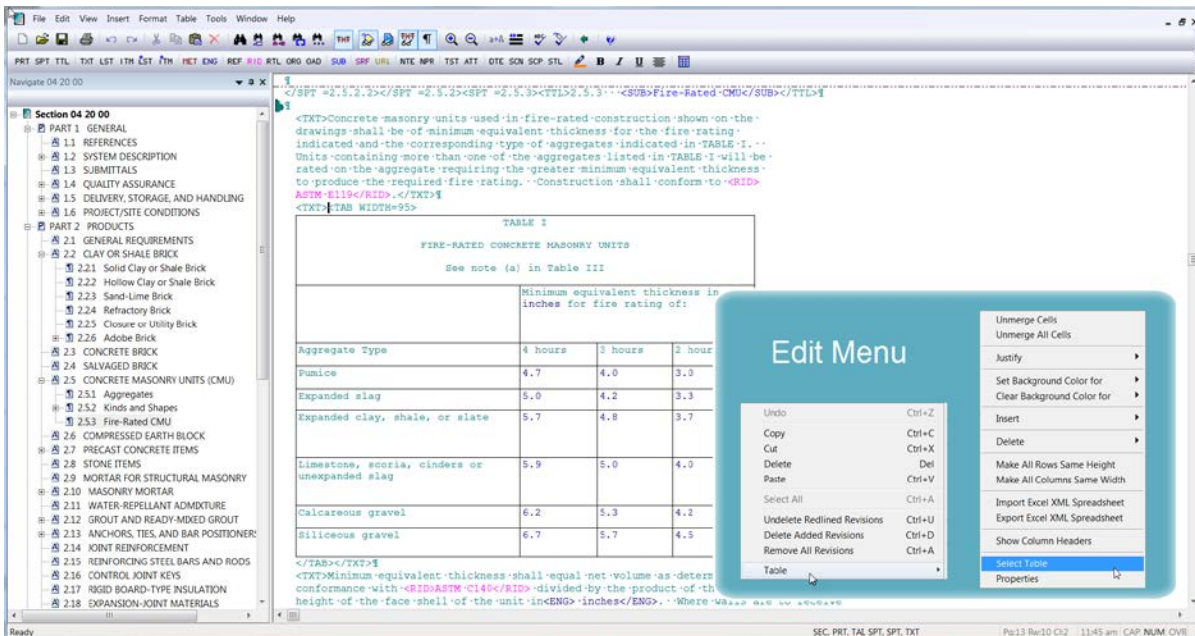 File Edit View Insert Format Table Tools Window Help
THT
PRT SPT TTL TXT LST ITM LST ITM MET ENG REF RID RTL ORG OAD SUB SRF URL NTE NPR TST ATT DTE SCN SCP STL B I U
Navigate 04 20 00
Section 04 20 00
PART 1 GENERAL
1.1 REFERENCES
1.2 SYSTEM DESCRIPTION
1.3 SUBMITTALS
1.4 QUALITY ASSURANCE
1.5 DELIVERY, STORAGE, AND HANDLING
1.6 PROJECT/SITE CONDITIONS
PART 2 PRODUCTS
2.1 GENERAL REQUIREMENTS
2.2 CLAY OR SHALE BRICK
2.2.1 Solid Clay or Shale Brick
2.2.2 Hollow Clay or Shale Brick
2.2.3 Sand-Lime Brick
2.2.4 Refractory Brick
2.2.5 Closure or Utility Brick
2.2.6 Adobe Brick
2.3 CONCRETE BRICK
2.4 SALVAGED BRICK
2.5 CONCRETE MASONRY UNITS (CMU)
2.5.1 Aggregates
2.5.2 Kinds and Shapes
2.5.3 Fire-Rated CMU
2.6 COMPRESSED EARTH BLOCK
2.7 PRECAST CONCRETE ITEMS
2.8 STONE ITEMS
2.9 MORTAR FOR STRUCTURAL MASONRY
2.10 MASONRY MORTAR
2.11 WATER-REPELLANT ADMIXTURE
2.12 GROUT AND READY-MIXED GROUT
2.13 ANCHORS, TIES, AND BAR POSITIONERS
2.14 JOINT REINFORCEMENT
2.15 REINFORCING STEEL BARS AND RODS
2.16 CONTROL JOINT KEYS
2.17 RIGID BOARD-TYPE INSULATION
2.18 EXPANSION-JOINT MATERIALS
¶
</SPT =2.5.2.2></SPT =2.5.2><SPT =2.5.3><TTL>2.5.3···<SUB>Fire-Rated CMU</SUB></TTL>¶
¶
<TXT>Concrete·masonry·units·used·in·fire-rated·construction·shown·on·the·
drawings·shall·be·of·minimum·equivalent·thickness·for·the·fire·rating·
indicated·and·the·corresponding·type·of·aggregates·indicated·in·TABLE·I.··
Units·containing·more·than·one·of·the·aggregates·listed·in·TABLE·I·will·be·
rated·on·the·aggregate·requiring·the·greater·minimum·equivalent·thickness·
to·produce·the·required·fire·rating.··Construction·shall·conform·to·<RID>
ASTM·E119</RID>.</TXT>¶
<TXT><TAB WIDTH=95>
TABLE I
FIRE-RATED CONCRETE MASONRY UNITS
See note (a) in Table III
Minimum equivalent thickness in
inches for fire rating of:
Aggregate Type 4 hours 3 hours 2 hour
Pumice 4.7 4.0 3.0
Expanded slag 5.0 4.2 3.3
Expanded clay, shale, or slate 5.7 4.8 3.7
Limestone, scoria, cinders or 5.9 5.0 4.0
unexpanded slag
Calcareous gravel 6.2 5.3 4.2
Siliceous gravel 6.7 5.7 4.5
</TAB></TXT>¶
<TXT>Minimum·equivalent·thickness·shall·equal·net·volume·as·determ
conformance·with·<RID>ASTM·C140</RID>·divided·by·the·product·of·th
height·of·the·face·shell·of·the·unit·in<ENG>·inches</ENG>.··Where·walls·are·to·receive
Edit Menu
Undo Ctrl+Z
Copy Ctrl+C
Cut Ctrl+X
Delete Del
Paste Ctrl+V
Select All Ctrl+A
Undelete Redlined Revisions Ctrl+U
Delete Added Revisions Ctrl+D
Remove All Revisions Ctrl+A
Table
Unmerge Cells
Unmerge All Cells
Justify
Set Background Color for
Clear Background Color for
Insert
Delete
Make All Rows Same Height
Make All Columns Same Width
Import Excel XML Spreadsheet
Export Excel XML Spreadsheet
Show Column Headers
Select Table
Properties
Ready SEC, PRT, TAI, SPT, SPT, TXT Pg:13 Rw:10 Cl:2 11:45 am CAP NUM OVR